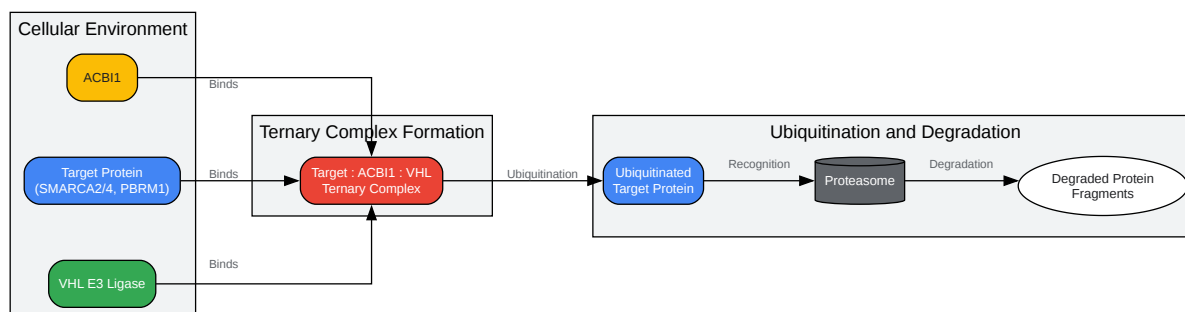 Cellular Environment
ACBI1
Binds
Target Protein
(SMARCA2/4, PBRM1)
Binds
VHL E3 Ligase
Binds
Ternary Complex Formation
Target : ACBI1 : VHL
Ternary Complex
Ubiquitination
Ubiquitination and Degradation
Ubiquitinated
Target Protein
Recognition
Proteasome
Degradation
Degraded Protein
Fragments